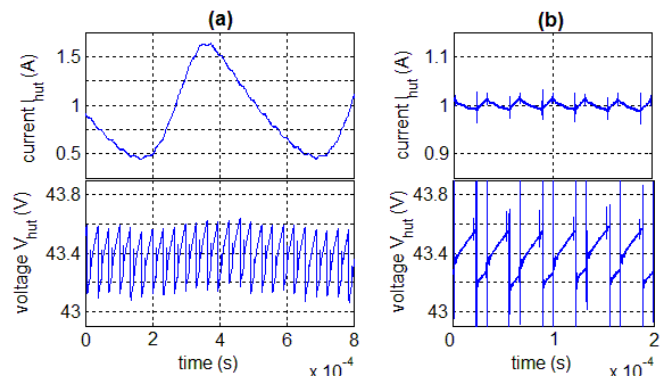 (a)
current I_hut (A)
1.5
1
0.5
voltage V_hut (V)
43.8
43.4
43
0 2 4 6 8
time (s)
x 10^-4
(b)
current I_hut (A)
1.1
1
0.9
voltage V_hut (V)
43.8
43.4
43
0 1 2
time (s)
x 10^-4